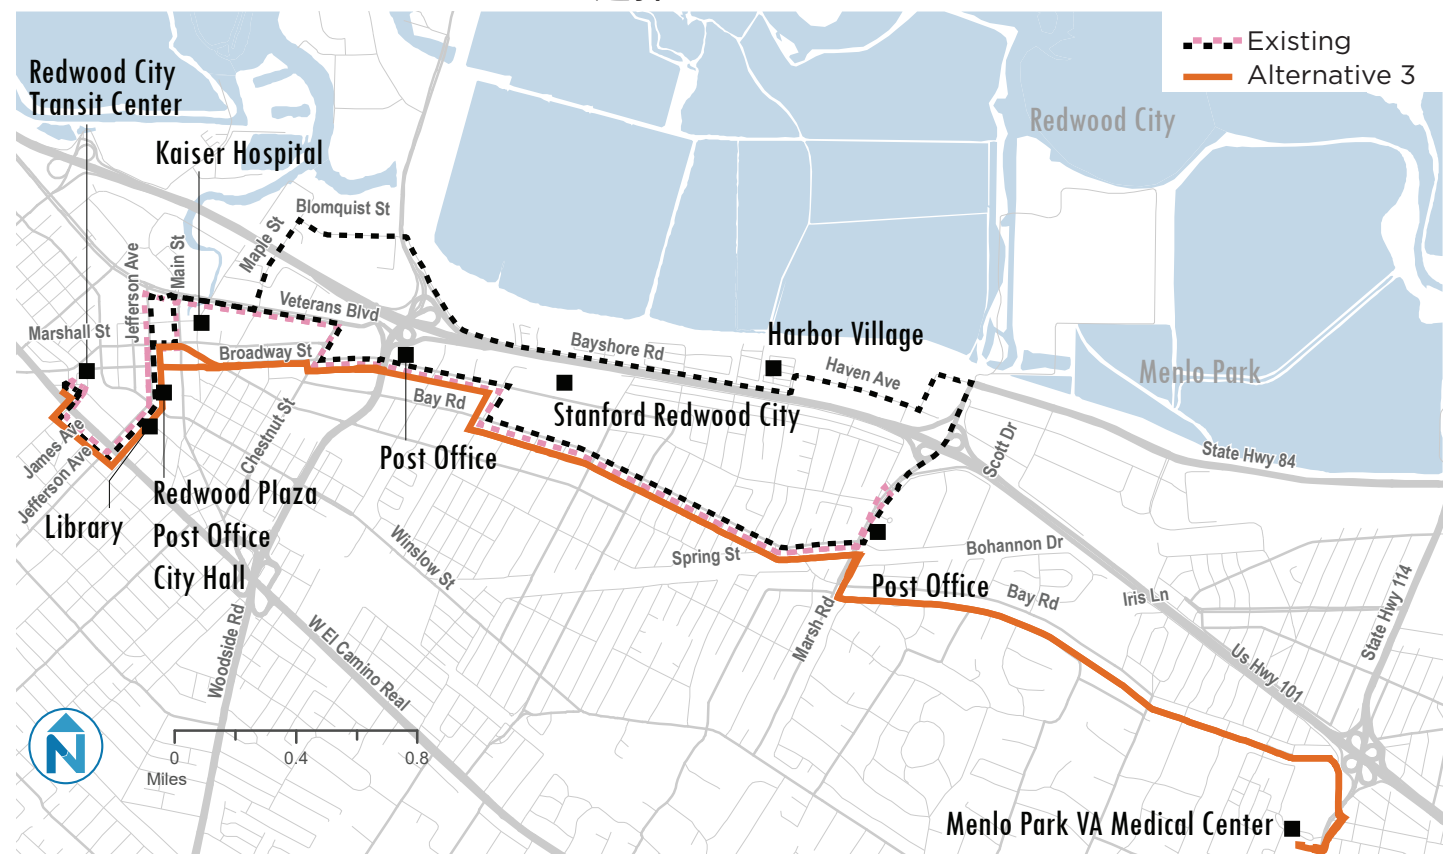 Existing
Alternative 3
Redwood City
Transit Center
Redwood City
Kaiser Hospital
Blomquist St
Maple St
Main St
Jefferson Ave
Veterans Blvd
Marshall St
Harbor Village
Broadway St
Bayshore Rd
Haven Ave
Menlo Park
Bay Rd
Stanford Redwood City
Chestnut St
James Ave
Jefferson Ave
Post Office
Scott Dr
State Hwy 84
Library
Redwood Plaza
Post Office
City Hall
Winslow St
Spring St
Bohannon Dr
Post Office
Bay Rd
Iris Ln
State Hwy 114
Marsh Rd
Woodside Rd
W El Camino Real
Us Hwy 101
N
0
0.4
0.8
Miles
Menlo Park VA Medical Center